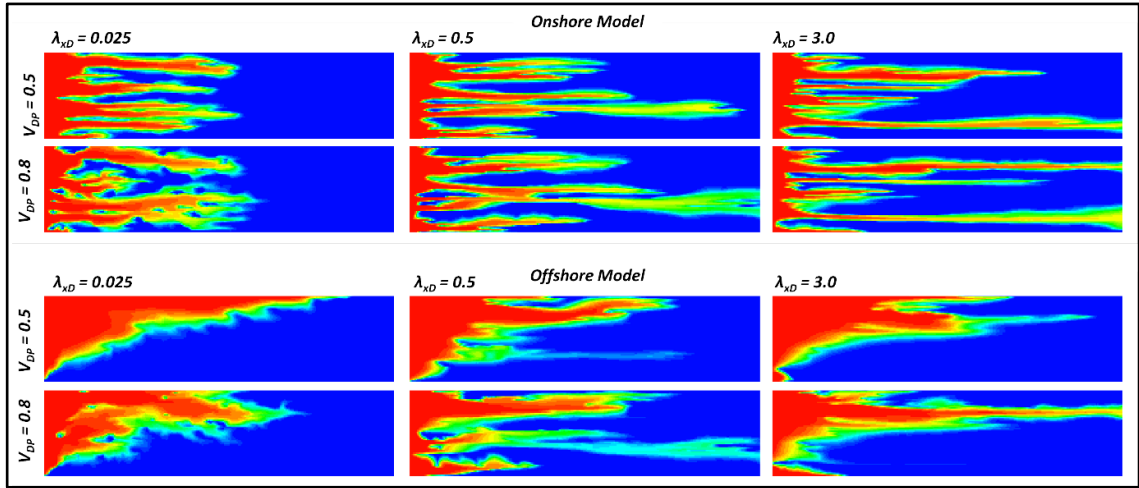 Onshore Model
λxD = 0.025
λxD = 0.5
λxD = 3.0
VDP = 0.5
VDP = 0.8
Offshore Model
λxD = 0.025
λxD = 0.5
λxD = 3.0
VDP = 0.5
VDP = 0.8